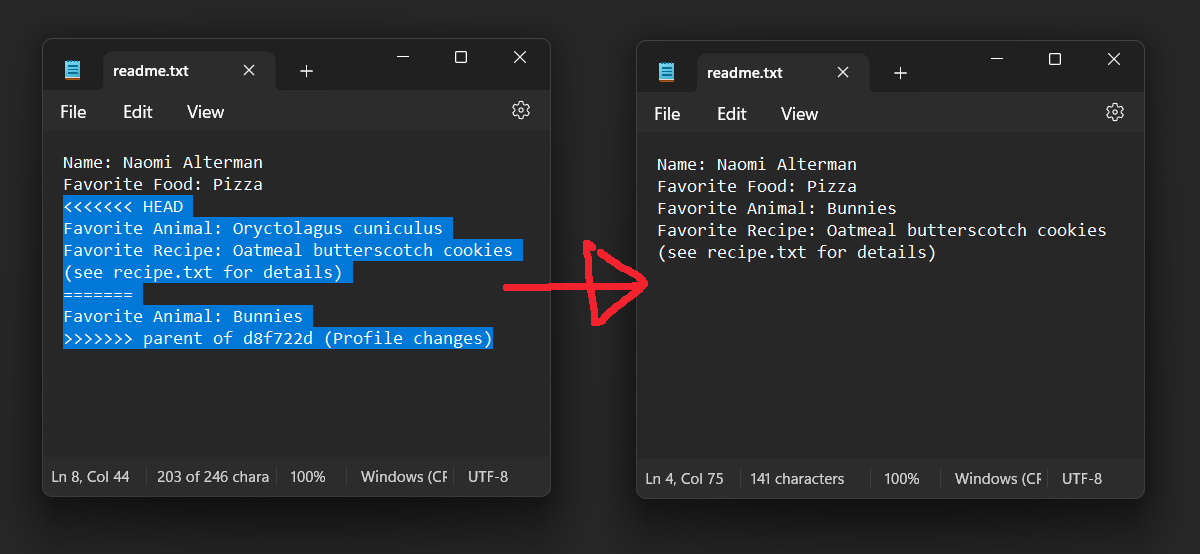 readme.txt
File Edit View
Name: Naomi Alterman
Favorite Food: Pizza
<<<<<<< HEAD
Favorite Animal: Oryctolagus cuniculus
Favorite Recipe: Oatmeal butterscotch cookies
(see recipe.txt for details)
=======
Favorite Animal: Bunnies
>>>>>>> parent of d8f722d (Profile changes)
Ln 8, Col 44 203 of 246 chara 100% Windows (CF UTF-8
readme.txt
File Edit View
Name: Naomi Alterman
Favorite Food: Pizza
Favorite Animal: Bunnies
Favorite Recipe: Oatmeal butterscotch cookies
(see recipe.txt for details)
Ln 4, Col 75 141 characters 100% Windows (CF UTF-8